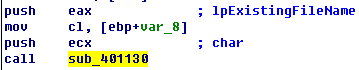 push    eax             ; lpExistingFileName
mov     cl, [ebp+var_8]
push    ecx             ; char
call    sub_401130